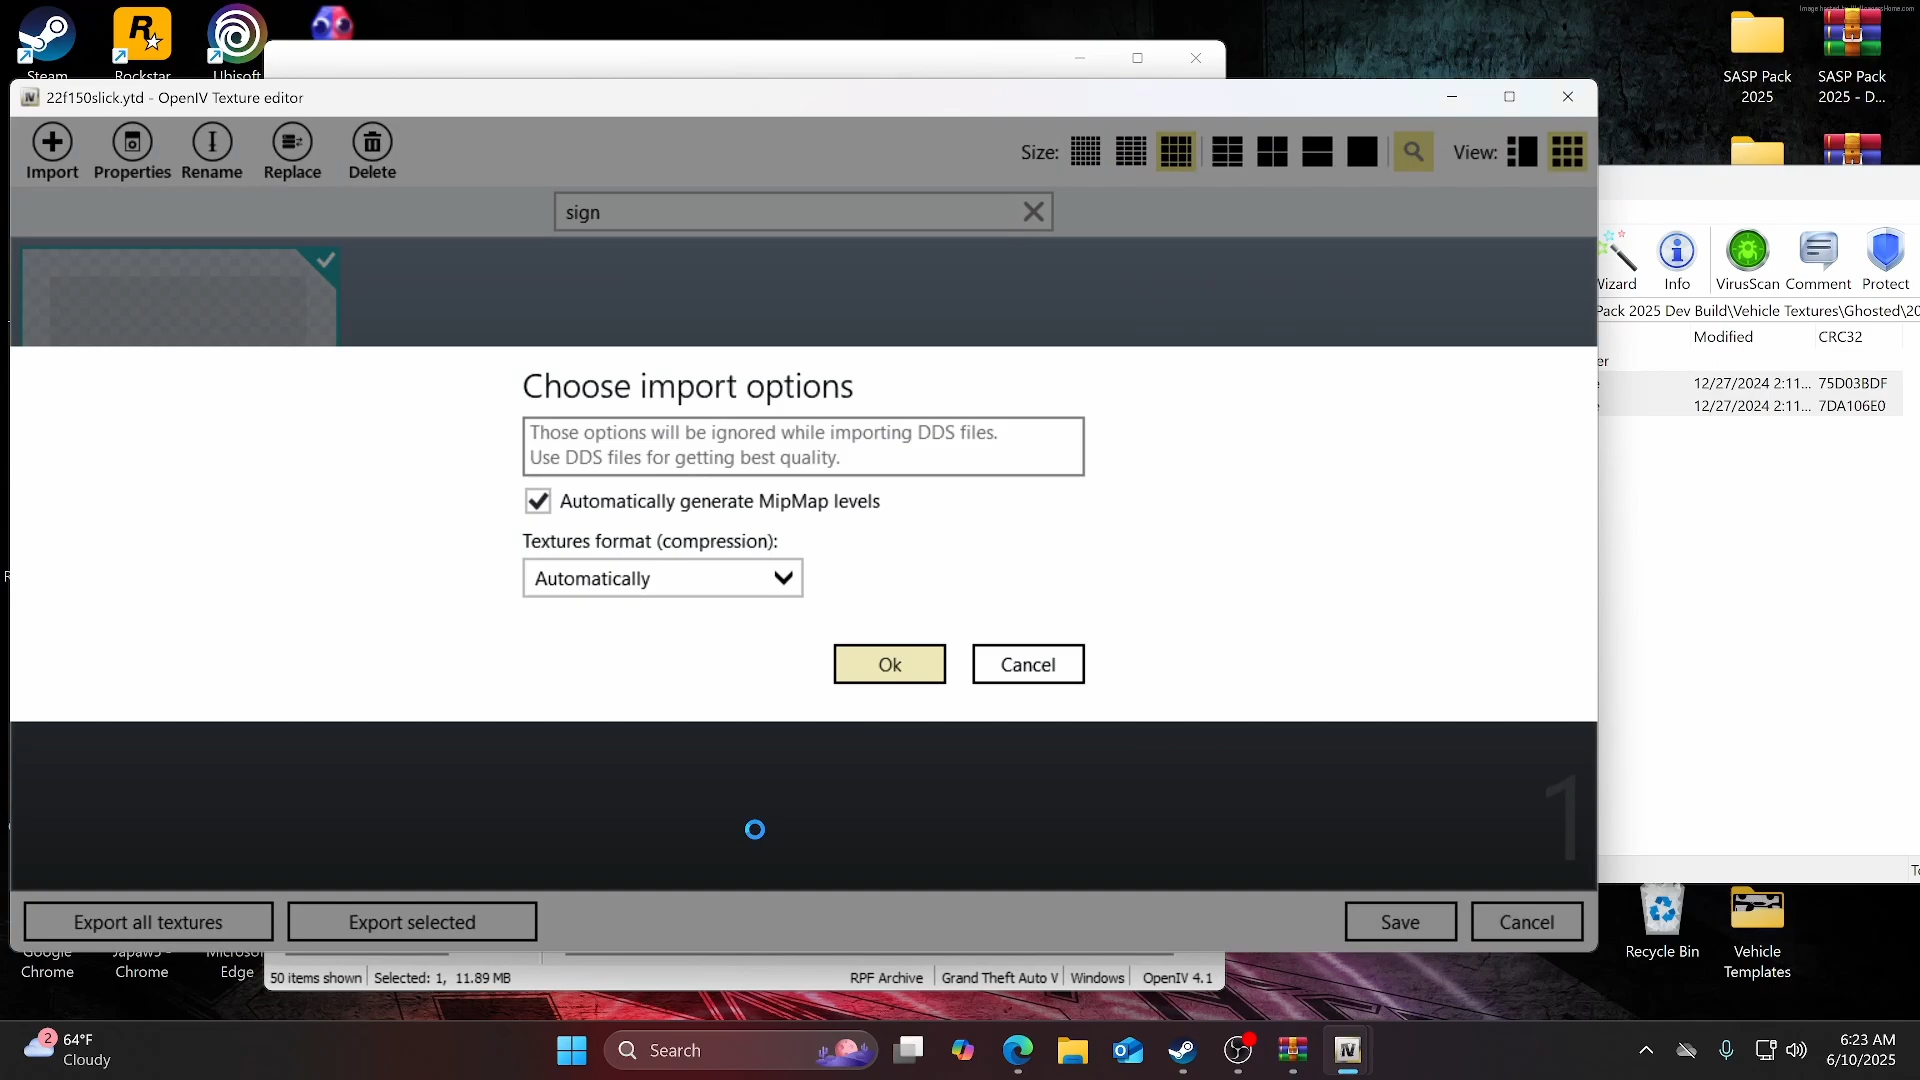 Steam
Rockstar
Ubisoft
SASP Pack
2025
SASP Pack
2025 - D...
22f150slick.ytd - OpenIV Texture editor
Import
Properties
Rename
Replace
Delete
Size:
View:
sign
Choose import options
Those options will be ignored while importing DDS files.
Use DDS files for getting best quality.
Automatically generate MipMap levels
Textures format (compression):
Automatically
Ok
Cancel
1
Export all textures
Export selected
Save
Cancel
Wizard
Info
VirusScan
Comment
Protect
Pack 2025 Dev Build\Vehicle Textures\Ghosted\20
Modified
CRC32
er
12/27/2024 2:11... 75D03BDF
12/27/2024 2:11... 7DA106E0
Google
Chrome
Japaws -
Chrome
Microsof
Edge
50 items shown
Selected: 1, 11.89 MB
RPF Archive
Grand Theft Auto V
Windows
OpenIV 4.1
Recycle Bin
Vehicle
Templates
2
64°F
Cloudy
Search
6:23 AM
6/10/2025